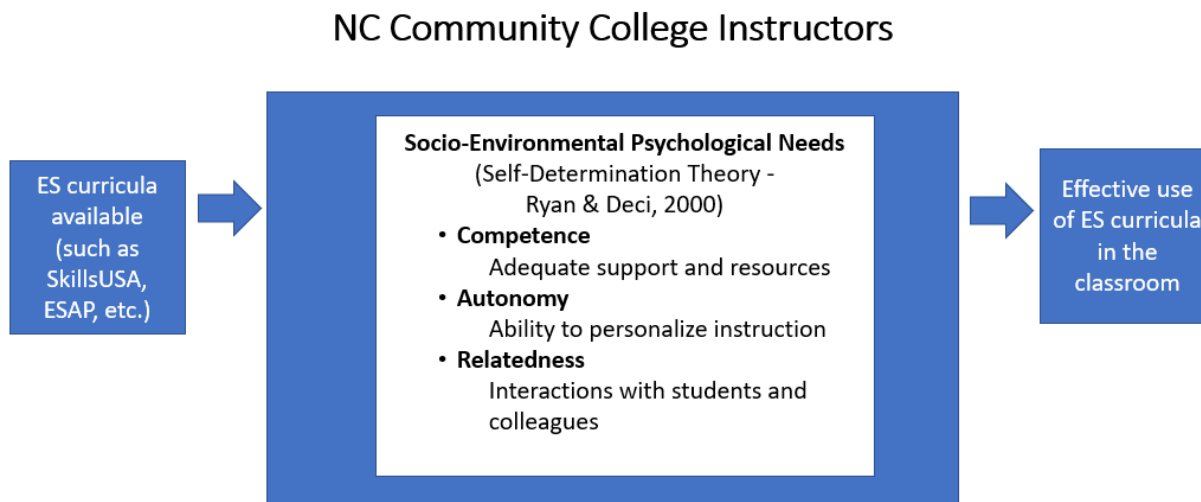 NC Community College Instructors
ES curricula
available
(such as
SkillsUSA,
ESAP, etc.)
Socio-Environmental Psychological Needs
(Self-Determination Theory -
Ryan & Deci, 2000)
• Competence
Adequate support and resources
• Autonomy
Ability to personalize instruction
• Relatedness
Interactions with students and
colleagues
Effective use
of ES curricula
in the
classroom